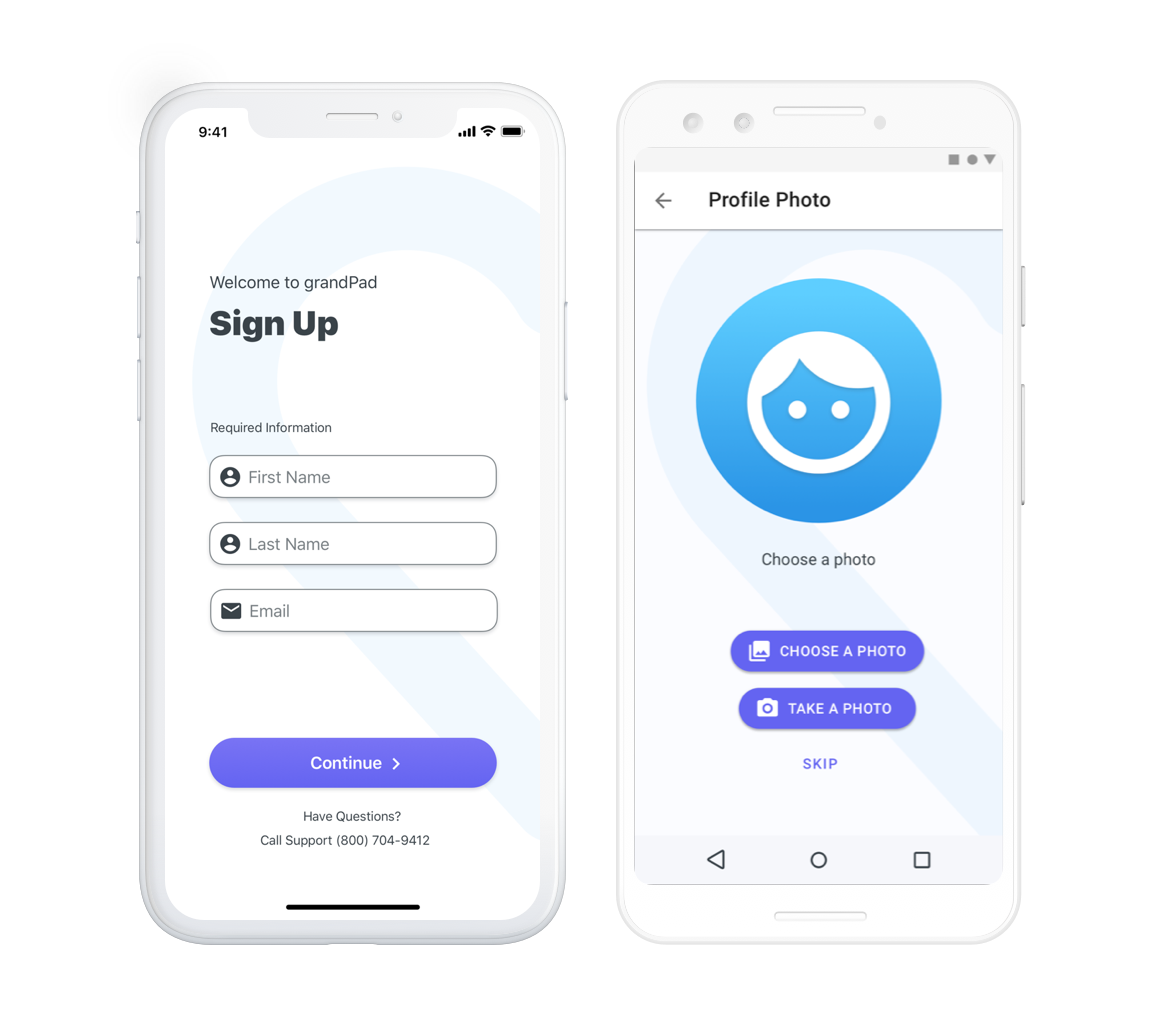 9:41
Welcome to grandPad
Sign Up
Required Information
First Name
Last Name
Email
Continue
Have Questions?
Call Support (800) 704-9412
Profile Photo
Choose a photo
CHOOSE A PHOTO
TAKE A PHOTO
SKIP